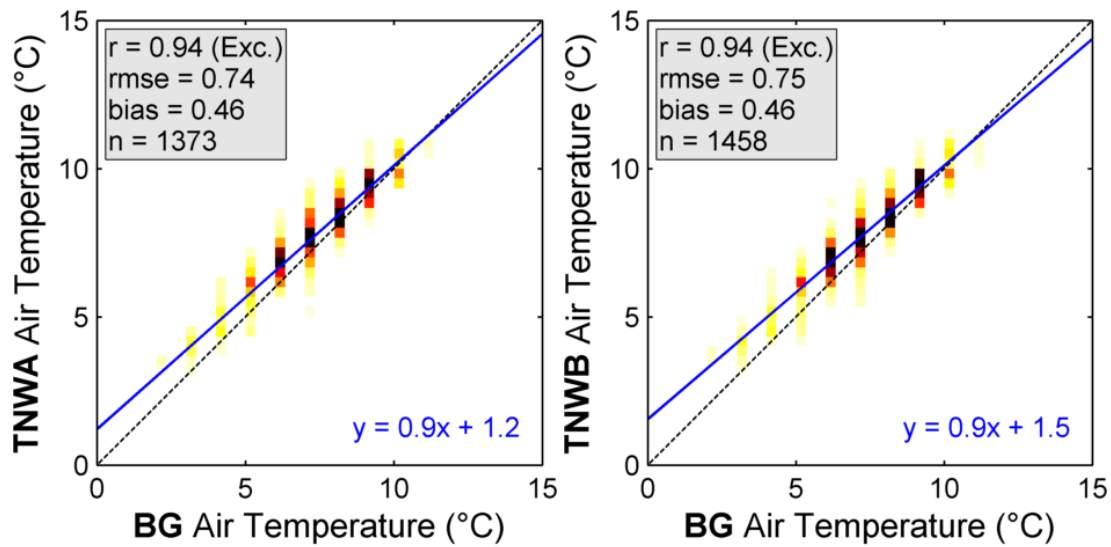 r = 0.94 (Exc.)
rmse = 0.74
bias = 0.46
n = 1373
y = 0.9x + 1.2
TNWA Air Temperature (°C)
15
10
5
0
0 5 10 15
BG Air Temperature (°C)
r = 0.94 (Exc.)
rmse = 0.75
bias = 0.46
n = 1458
y = 0.9x + 1.5
TNWB Air Temperature (°C)
15
10
5
0
0 5 10 15
BG Air Temperature (°C)